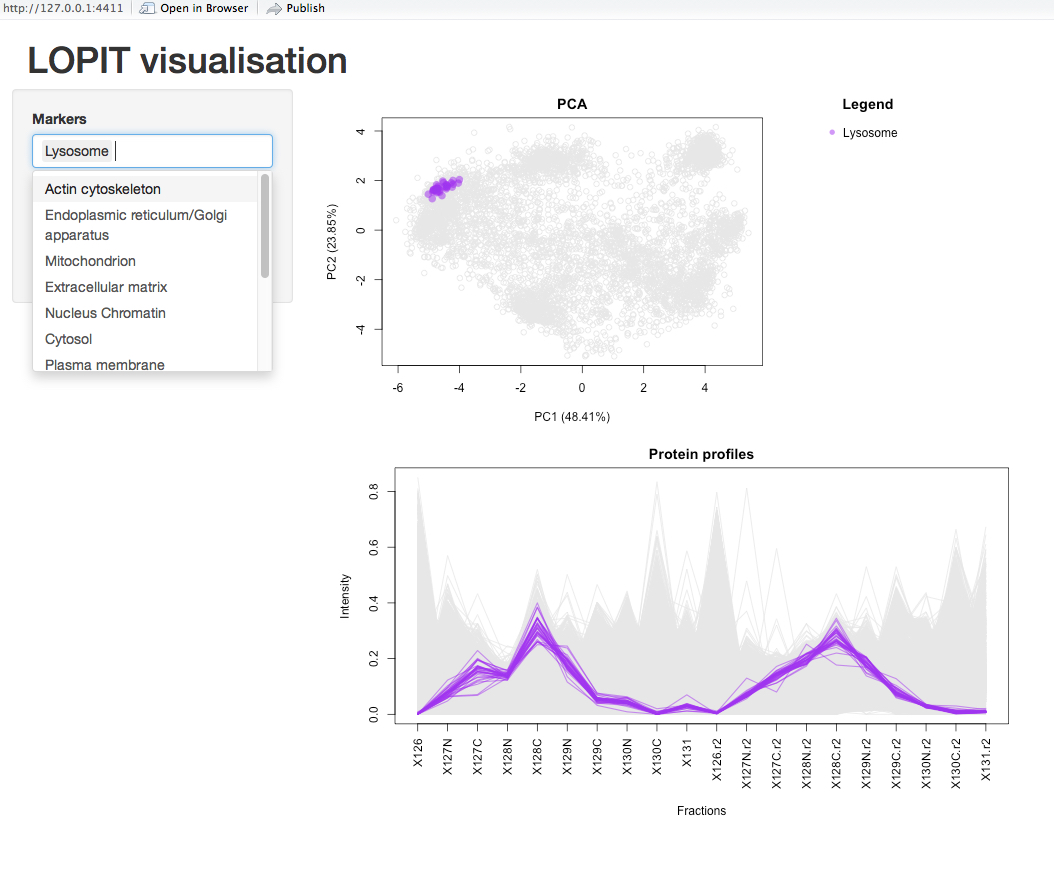 http://127.0.0.1:4411 Open in Browser Publish
LOPIT visualisation
Markers
Lysosome
Actin cytoskeleton
Endoplasmic reticulum/Golgi
apparatus
Mitochondrion
Extracellular matrix
Nucleus Chromatin
Cytosol
Plasma membrane
PCA
4
2
0
-2
-4
PC2 (23.85%)
-6 -4 -2 0 2 4
PC1 (48.41%)
Legend
Lysosome
Protein profiles
0.8
0.6
0.4
0.2
0.0
Intensity
X126 X127N X127C X128N X128C X129N X129C X130N X130C X131 X126.r2 X127N.r2 X127C.r2 X128N.r2 X128C.r2 X129N.r2 X129C.r2 X130N.r2 X130C.r2 X131.r2
Fractions